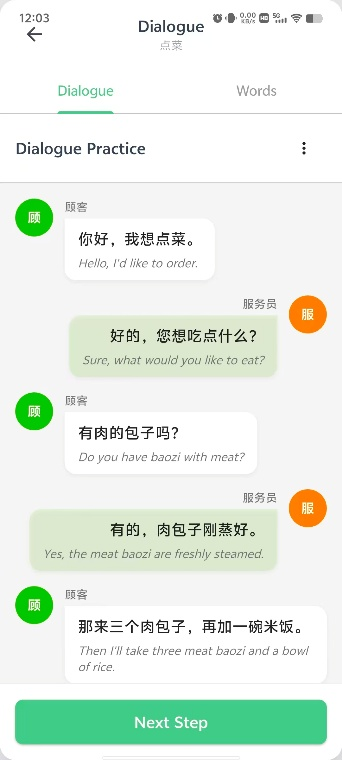 12:03
0.00
KB/s
HD
5G
Dialogue
点菜
Dialogue
Words
Dialogue Practice
顾
顾客
你好，我想点菜。
Hello, I'd like to order.
服务员
服
好的，您想吃点什么？
Sure, what would you like to eat?
顾
顾客
有肉的包子吗？
Do you have baozi with meat?
服务员
服
有的，肉包子刚蒸好。
Yes, the meat baozi are freshly steamed.
顾
顾客
那来三个肉包子，再加一碗米饭。
Then I'll take three meat baozi and a bowl
of rice.
Next Step